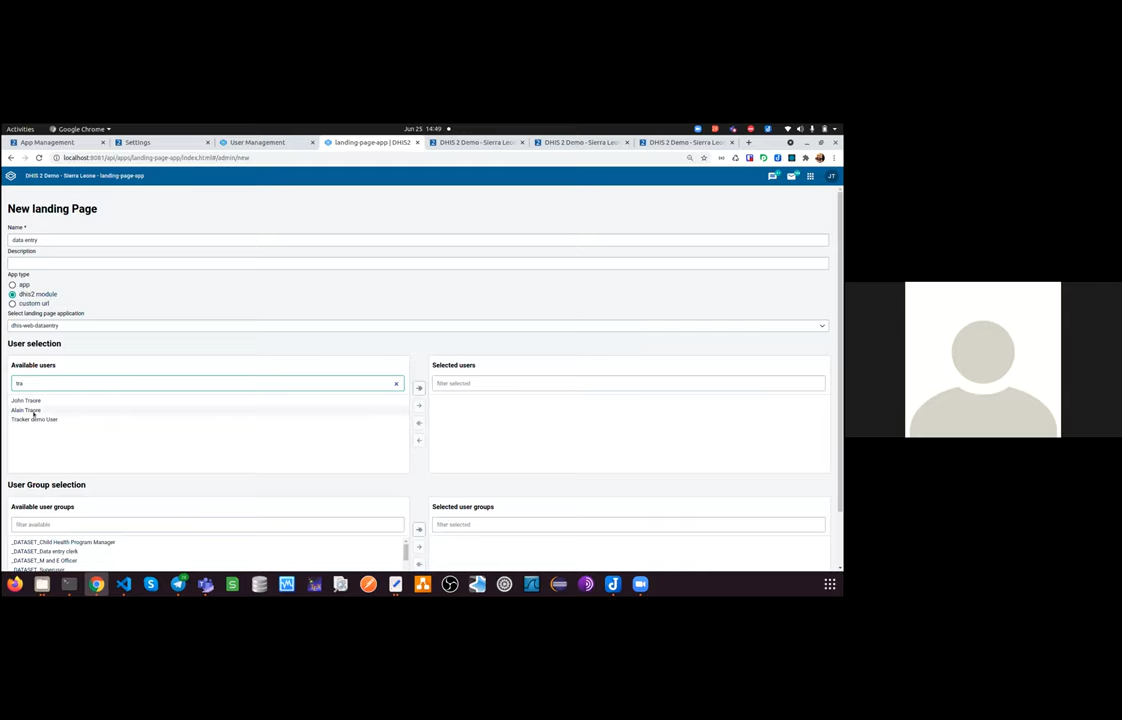 Activities Google Chrome Jun 25 14:49
App Management Settings User Management landing-page-app | DHIS2 DHIS 2 Demo - Sierra Leone DHIS 2 Demo - Sierra Leone DHIS 2 Demo - Sierra Leone
localhost:8081/api/apps/landing-page-app/index.html#/admin/new
DHIS 2 Demo - Sierra Leone - landing-page-app JT
New landing Page
Name *
data entry
Description
App type
app
dhis2 module
custom url
Select landing page application
dhis-web-dataentry
User selection
Available users Selected users
tra filter selected
John Traore
Alain Traore
Tracker demo User
User Group selection
Available user groups Selected user groups
filter available filter selected
_DATASET_Child Health Program Manager
_DATASET_Data entry clerk
_DATASET_M and E Officer
_DATASET_Superuser